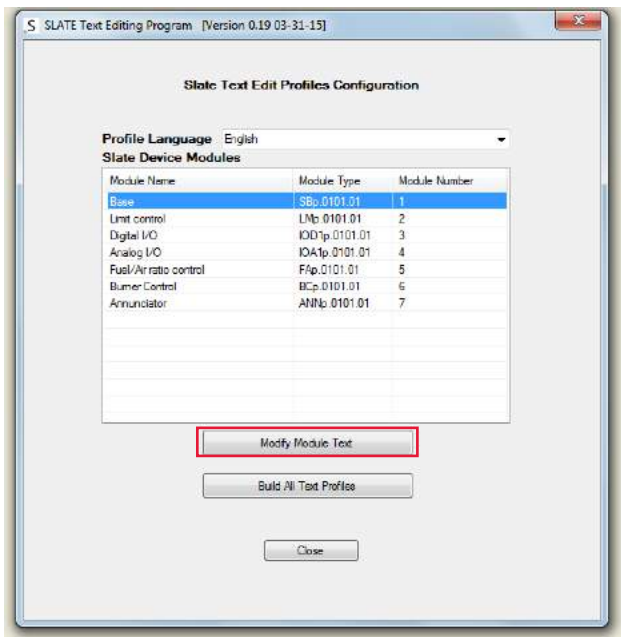 S SLATE Text Editing Program [Version 0.19 03-31-15]
Slate Text Edit Profiles Configuration
Profile Language English
Slate Device Modules
Module Name Module Type Module Number
Base SBp.0101.01 1
Limit control LMp.0101.01 2
Digital I/O IOD1p.0101.01 3
Analog I/O IOA1p.0101.01 4
Fuel/Air ratio control FAp.0101.01 5
Burner Control BCp.0101.01 6
Annunciator ANNp.0101.01 7
Modify Module Text
Build All Text Profiles
Close